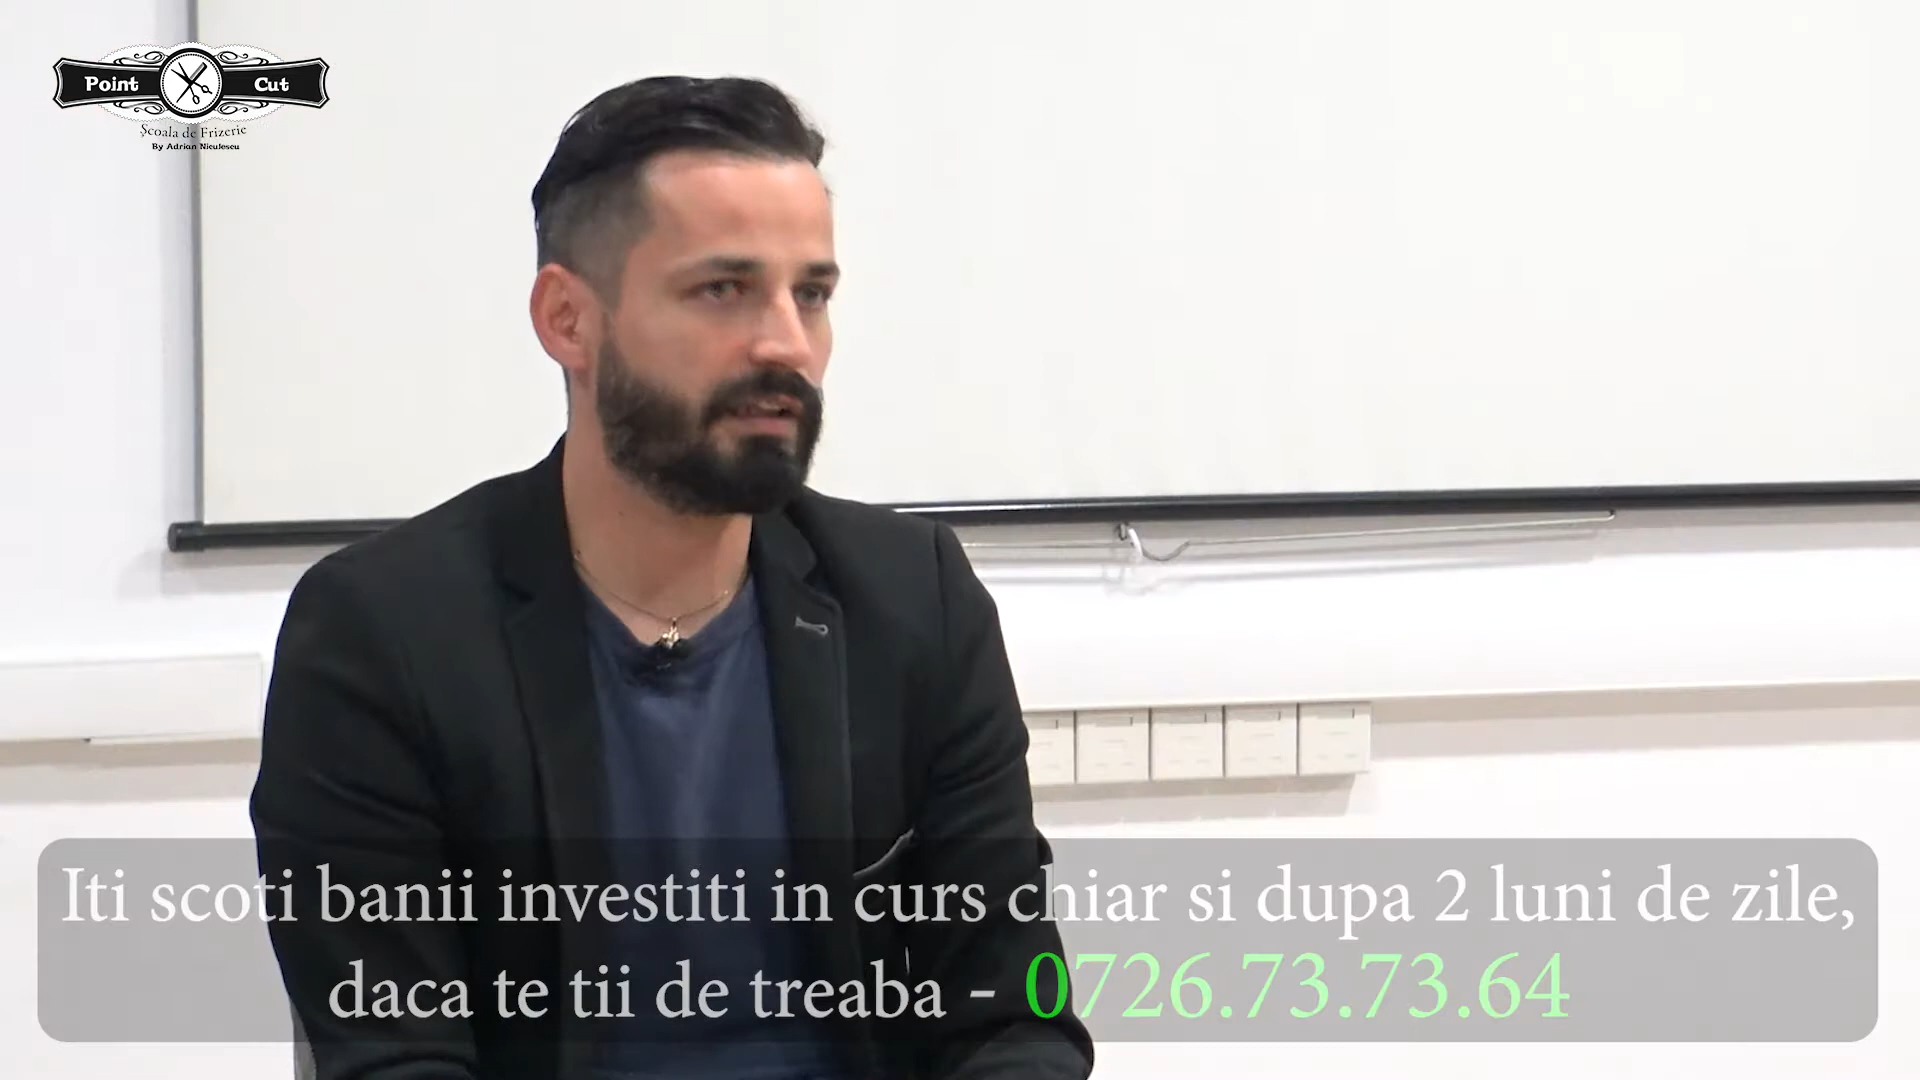 Point Cut
Școala de Frizerie
By Adrian Niculescu
Iti scoti banii investiti in curs chiar si dupa 2 luni de zile,
daca te tii de treaba - 0726.73.73.64